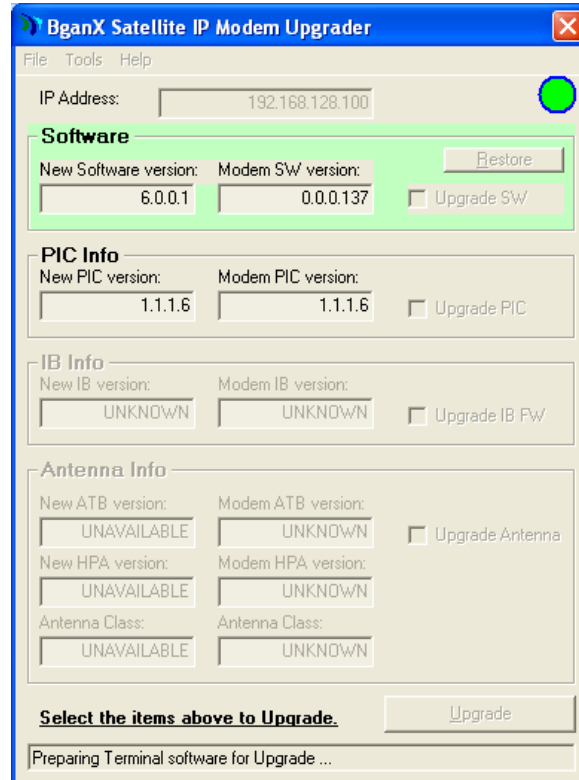 BganX Satellite IP Modem Upgrader
File Tools Help
IP Address: 192.168.128.100
Software
Restore
New Software version: Modem SW version:
6.0.0.1 0.0.0.137 Upgrade SW
PIC Info
New PIC version: Modem PIC version:
1.1.1.6 1.1.1.6 Upgrade PIC
IB Info
New IB version: Modem IB version:
UNKNOWN UNKNOWN Upgrade IB FW
Antenna Info
New ATB version: Modem ATB version:
UNAVAILABLE UNKNOWN Upgrade Antenna
New HPA version: Modem HPA version:
UNAVAILABLE UNKNOWN
Antenna Class: Antenna Class:
UNAVAILABLE UNKNOWN
Select the items above to Upgrade. Upgrade
Preparing Terminal software for Upgrade ...